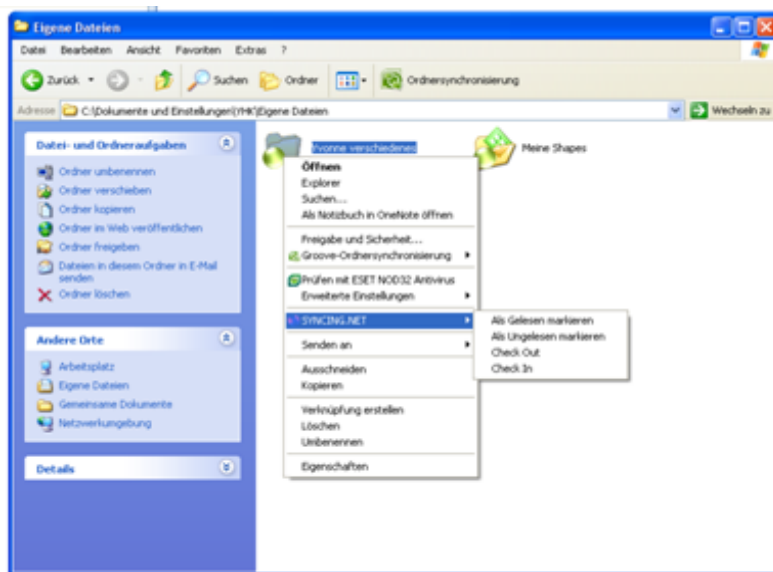 Eigene Dateien
Datei Bearbeiten Ansicht Favoriten Extras ?
Zurück Suchen Ordner Ordnersynchronisierung
Adresse C:\Dokumente und Einstellungen\YHK\Eigene Dateien Wechseln zu
Datei- und Ordneraufgaben
Ordner umbenennen
Ordner verschieben
Ordner kopieren
Ordner im Web veröffentlichen
Ordner freigeben
Dateien in diesem Ordner in E-Mail
senden
Ordner löschen
Andere Orte
Arbeitsplatz
Eigene Dateien
Gemeinsame Dokumente
Netzwerkumgebung
Details
Yvonne verschiedenes
Meine Shapes
Öffnen
Explorer
Suchen...
Als Notizbuch in OneNote öffnen
Freigabe und Sicherheit...
Groove-Ordnersynchronisierung
Prüfen mit ESET NOD32 Antivirus
Erweiterte Einstellungen
SYNCING.NET
Senden an
Ausschneiden
Kopieren
Verknüpfung erstellen
Löschen
Umbenennen
Eigenschaften
Als Gelesen markieren
Als Ungelesen markieren
Check Out
Check In